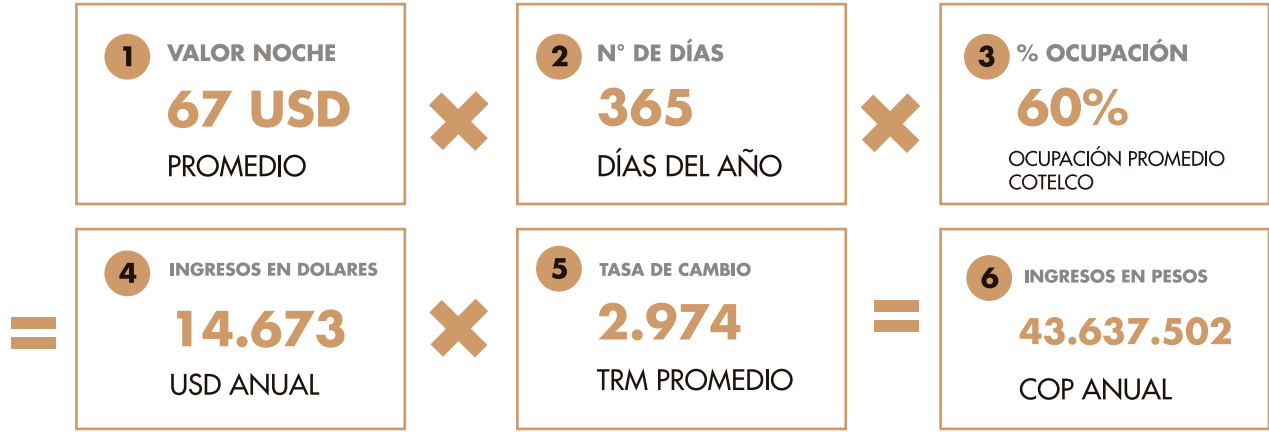 1 VALOR NOCHE
67 USD
PROMEDIO
×
2 N° DE DÍAS
365
DÍAS DEL AÑO
×
3 % OCUPACIÓN
60%
OCUPACIÓN PROMEDIO
COTELCO
=
4 INGRESOS EN DOLARES
14.673
USD ANUAL
×
5 TASA DE CAMBIO
2.974
TRM PROMEDIO
=
6 INGRESOS EN PESOS
43.637.502
COP ANUAL